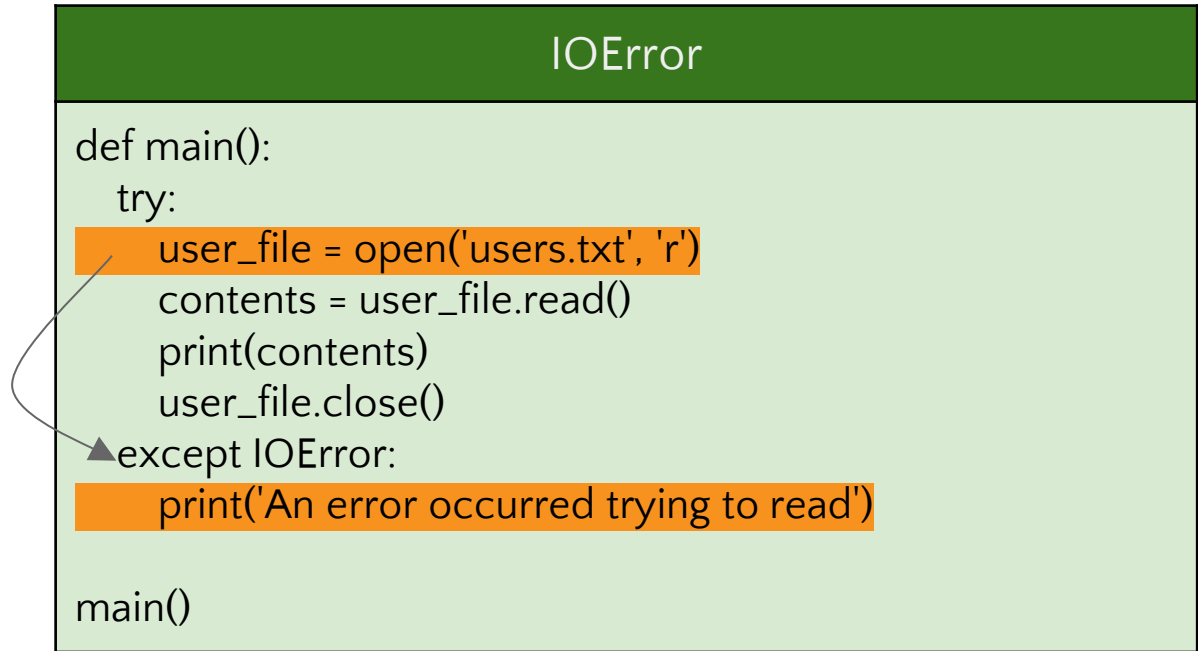 IOError
def main():
  try:
    user_file = open('users.txt', 'r')
    contents = user_file.read()
    print(contents)
    user_file.close()
  except IOError:
    print('An error occurred trying to read')
main()